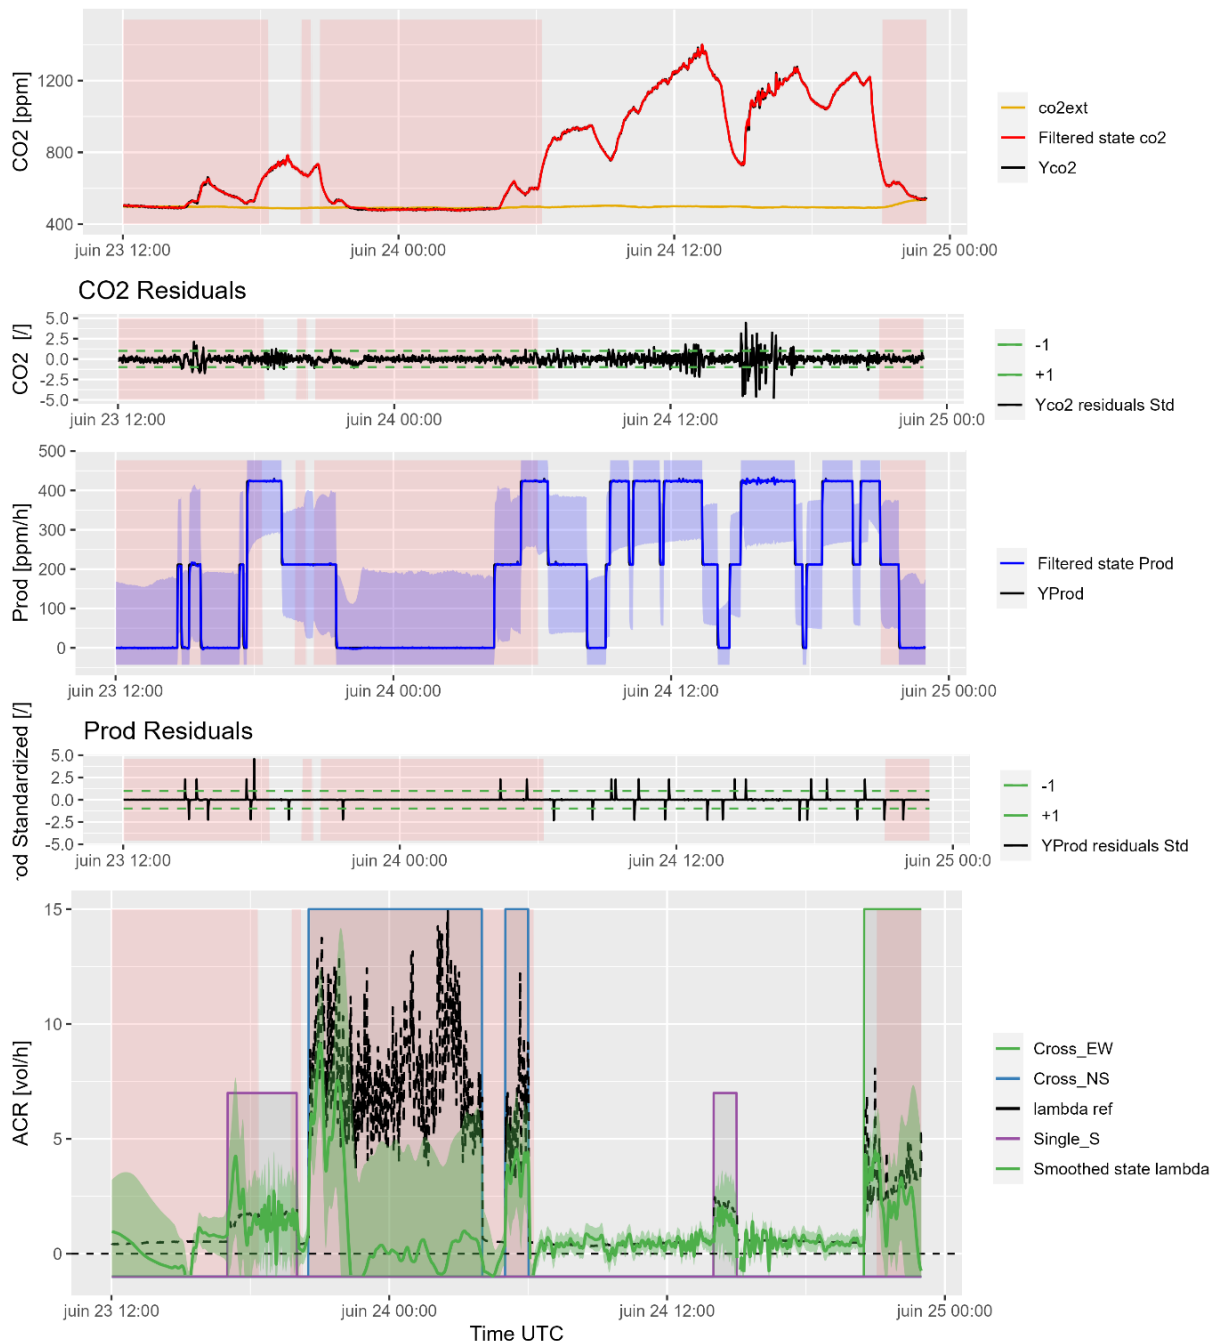 CO2 [ppm]
1200
800
400
juin 23 12:00
juin 24 00:00
juin 24 12:00
juin 25 00:00
co2ext
Filtered state co2
Yco2
CO2 Residuals
CO2 [/]
5.0
2.5
0.0
-2.5
-5.0
juin 23 12:00
juin 24 00:00
juin 24 12:00
juin 25 00:0
-1
+1
Yco2 residuals Std
Prod [ppm/h]
500
400
300
200
100
0
juin 23 12:00
juin 24 00:00
juin 24 12:00
juin 25 00:00
Filtered state Prod
YProd
Prod Residuals
od Standardized [/]
5.0
2.5
0.0
-2.5
-5.0
juin 23 12:00
juin 24 00:00
juin 24 12:00
juin 25 00:0
-1
+1
YProd residuals Std
ACR [vol/h]
15
10
5
0
juin 23 12:00
juin 24 00:00
juin 24 12:00
juin 25 00:00
Time UTC
Cross_EW
Cross_NS
lambda ref
Single_S
Smoothed state lambda